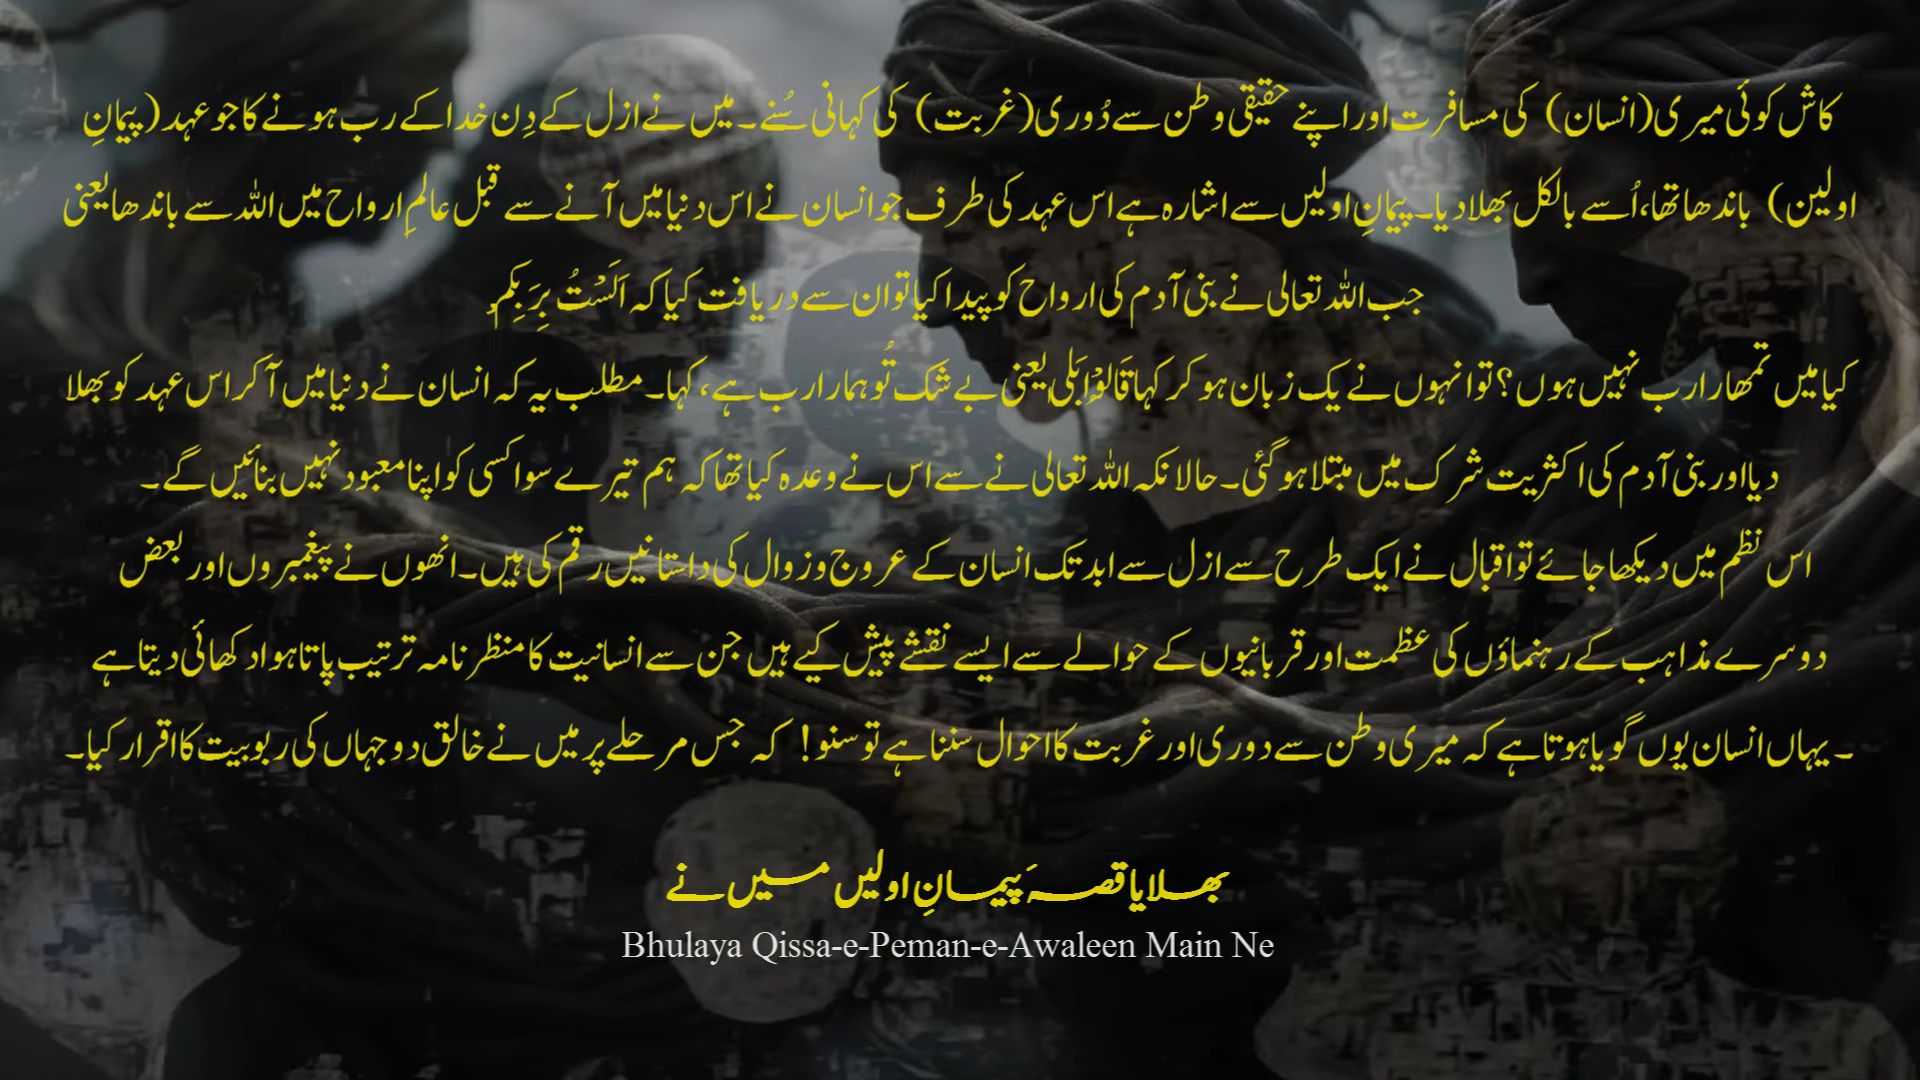 کاش کوئی میری (انسان) کی مسافرت اور اپنے حقیقی وطن سے دُوری (غربت) کی کہانی سُنے۔ میں نے ازل کے دِن خدا کے رب ہونے کا جو عہد (پیمانِ
اولین) باندھا تھا، اُسے بالکل بھلا دیا۔ پیمانِ اولیں سے اشارہ ہے اس عہد کی طرف جو انسان نے اس دنیا میں آنے سے قبل عالمِ ارواح میں اللہ سے باندھا یعنی
جب اللہ تعالی نے بنی آدم کی ارواح کو پیدا کیا تو ان سے دریافت کیا کہ اَلَسْتُ بِرَبِکُم
کیا میں تمھارا رب نہیں ہوں؟ تو انہوں نے یک زبان ہو کر کہا قَالُوْا بَلٰی یعنی بے شک تُو ہمارا رب ہے، کہا۔ مطلب یہ کہ انسان نے دنیا میں آ کر اس عہد کو بھلا
دیا اور بنی آدم کی اکثریت شرک میں مبتلا ہو گئی۔ حالانکہ اللہ تعالی نے سے اس نے وعدہ کیا تھا کہ ہم تیرے سوا کسی کو اپنا معبود نہیں بنائیں گے۔
اس نظم میں دیکھا جائے تو اقبال نے ایک طرح سے ازل سے ابد تک انسان کے عروج و زوال کی داستانیں رقم کی ہیں۔ انھوں نے پیغمبروں اور بعض
دوسرے مذاہب کے رہنماؤں کی عظمت اور قربانیوں کے حوالے سے ایسے نقشے پیش کیے ہیں جن سے انسانیت کا منظر نامہ ترتیب پاتا ہوا دکھائی دیتا ہے
۔ یہاں انسان یوں گویا ہوتا ہے کہ میری وطن سے دوری اور غربت کا احوال سننا ہے تو سنو! کہ جس مرحلے پر میں نے خالق دو جہاں کی ربوبیت کا اقرار کیا۔
بھلایا قصہَ پیمانِ اولیں میں نے
Bhulaya Qissa-e-Peman-e-Awaleen Main Ne